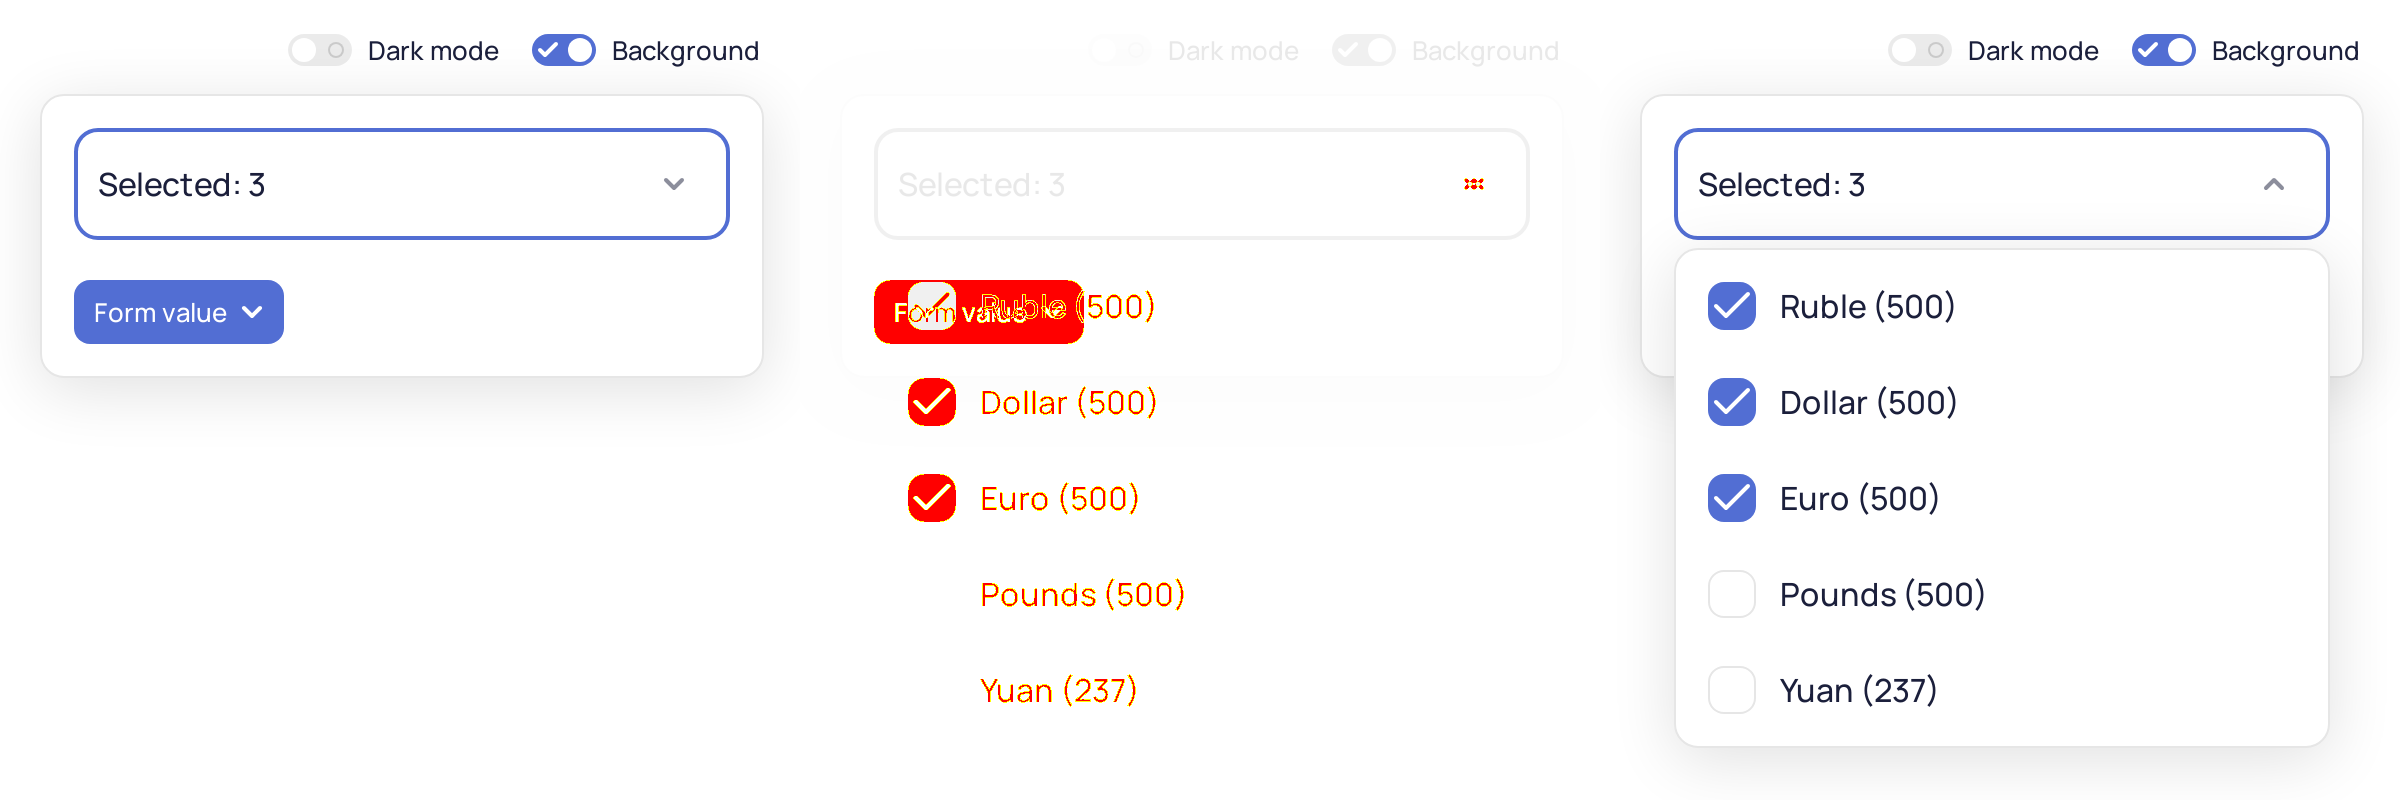 Dark mode Background
Selected: 3
Form value
Dark mode Background
Selected: 3
Form value
Ruble (500)
Dollar (500)
Euro (500)
Pounds (500)
Yuan (237)
Dark mode Background
Selected: 3
Ruble (500)
Dollar (500)
Euro (500)
Pounds (500)
Yuan (237)